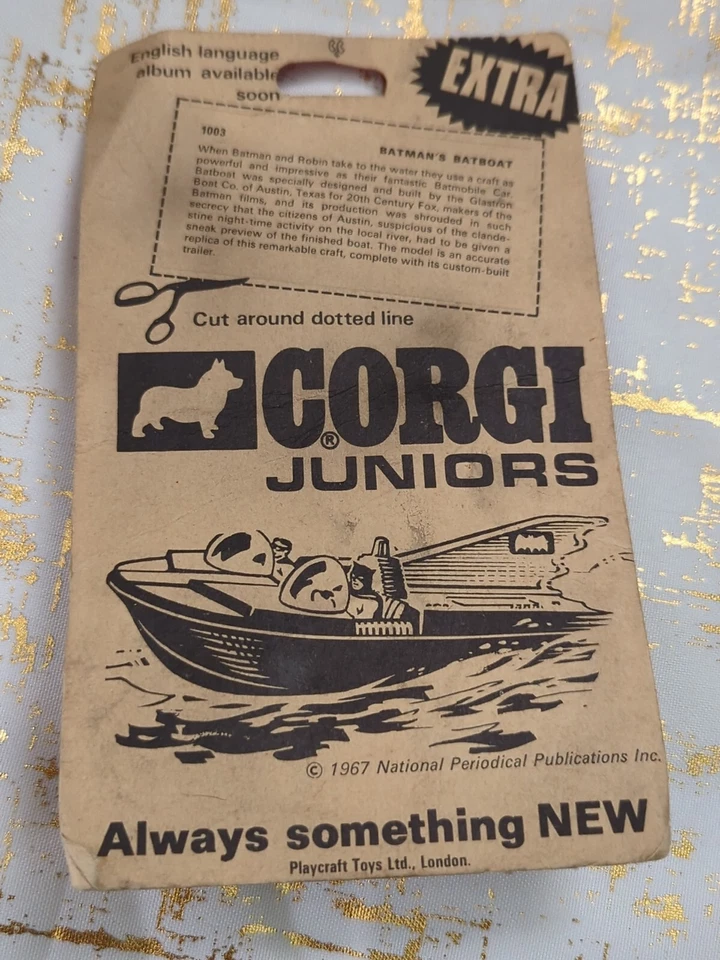 English language
album available
soon
EXTRA
1003
BATMAN'S BATBOAT
When Batman and Robin take to the water they use a craft as
powerful and impressive as their fantastic Batmobile Car.
Batboat was specially designed and built by the Glastron
Boat Co. of Austin, Texas for 20th Century Fox, makers of the
Batman films, and its production was shrouded in such
secrecy that the citizens of Austin, suspicious of the clande-
stine night-time activity on the local river, had to be given a
sneak preview of the finished boat. The model is an accurate
replica of this remarkable craft, complete with its custom-built
trailer.
Cut around dotted line
CORGI
®
JUNIORS
© 1967 National Periodical Publications Inc.
Always something NEW
Playcraft Toys Ltd., London.